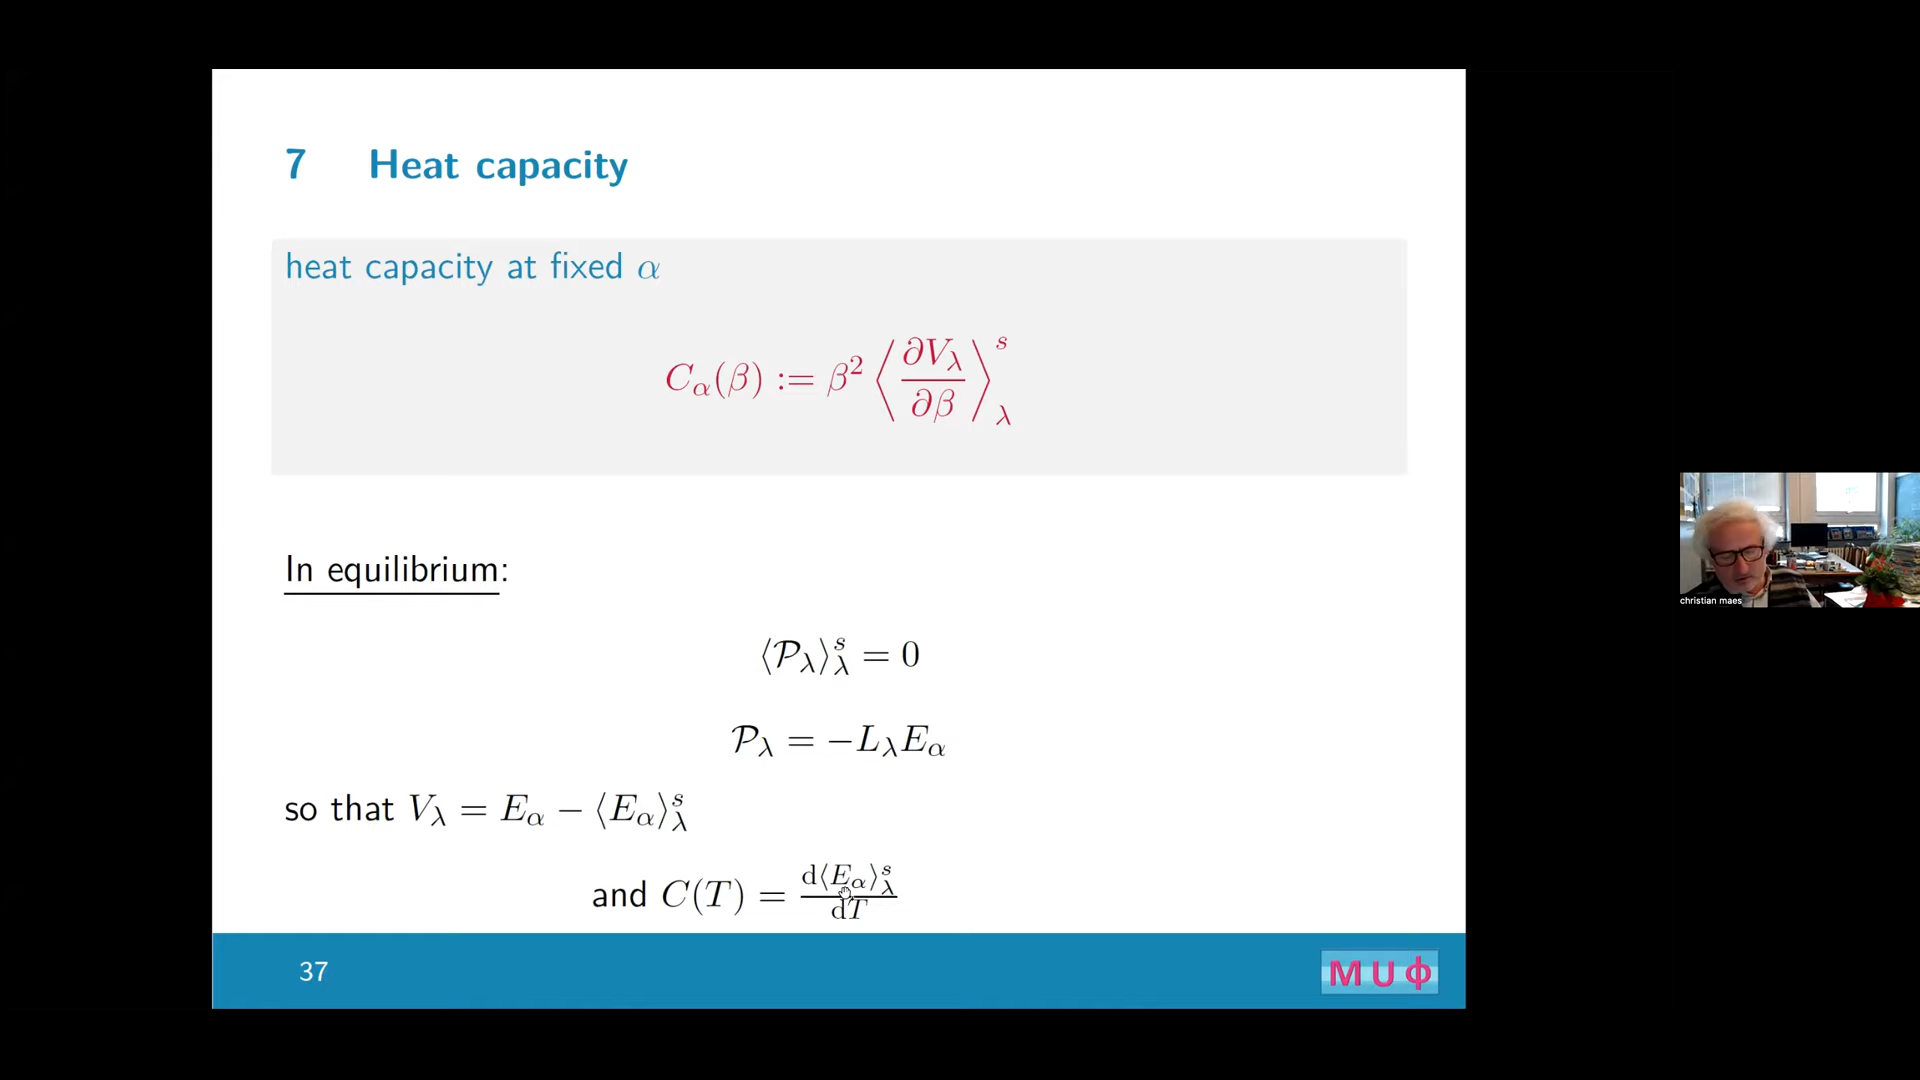 7 Heat capacity
heat capacity at fixed α
C_α(β) := β² ⟨∂V_λ/∂β⟩^s_λ
In equilibrium:
⟨𝒫_λ⟩^s_λ = 0
𝒫_λ = −L_λE_α
so that V_λ = E_α − ⟨E_α⟩^s_λ
and C(T) = d⟨E_α⟩^s_λ/dT
37
MUΦ
christian maes